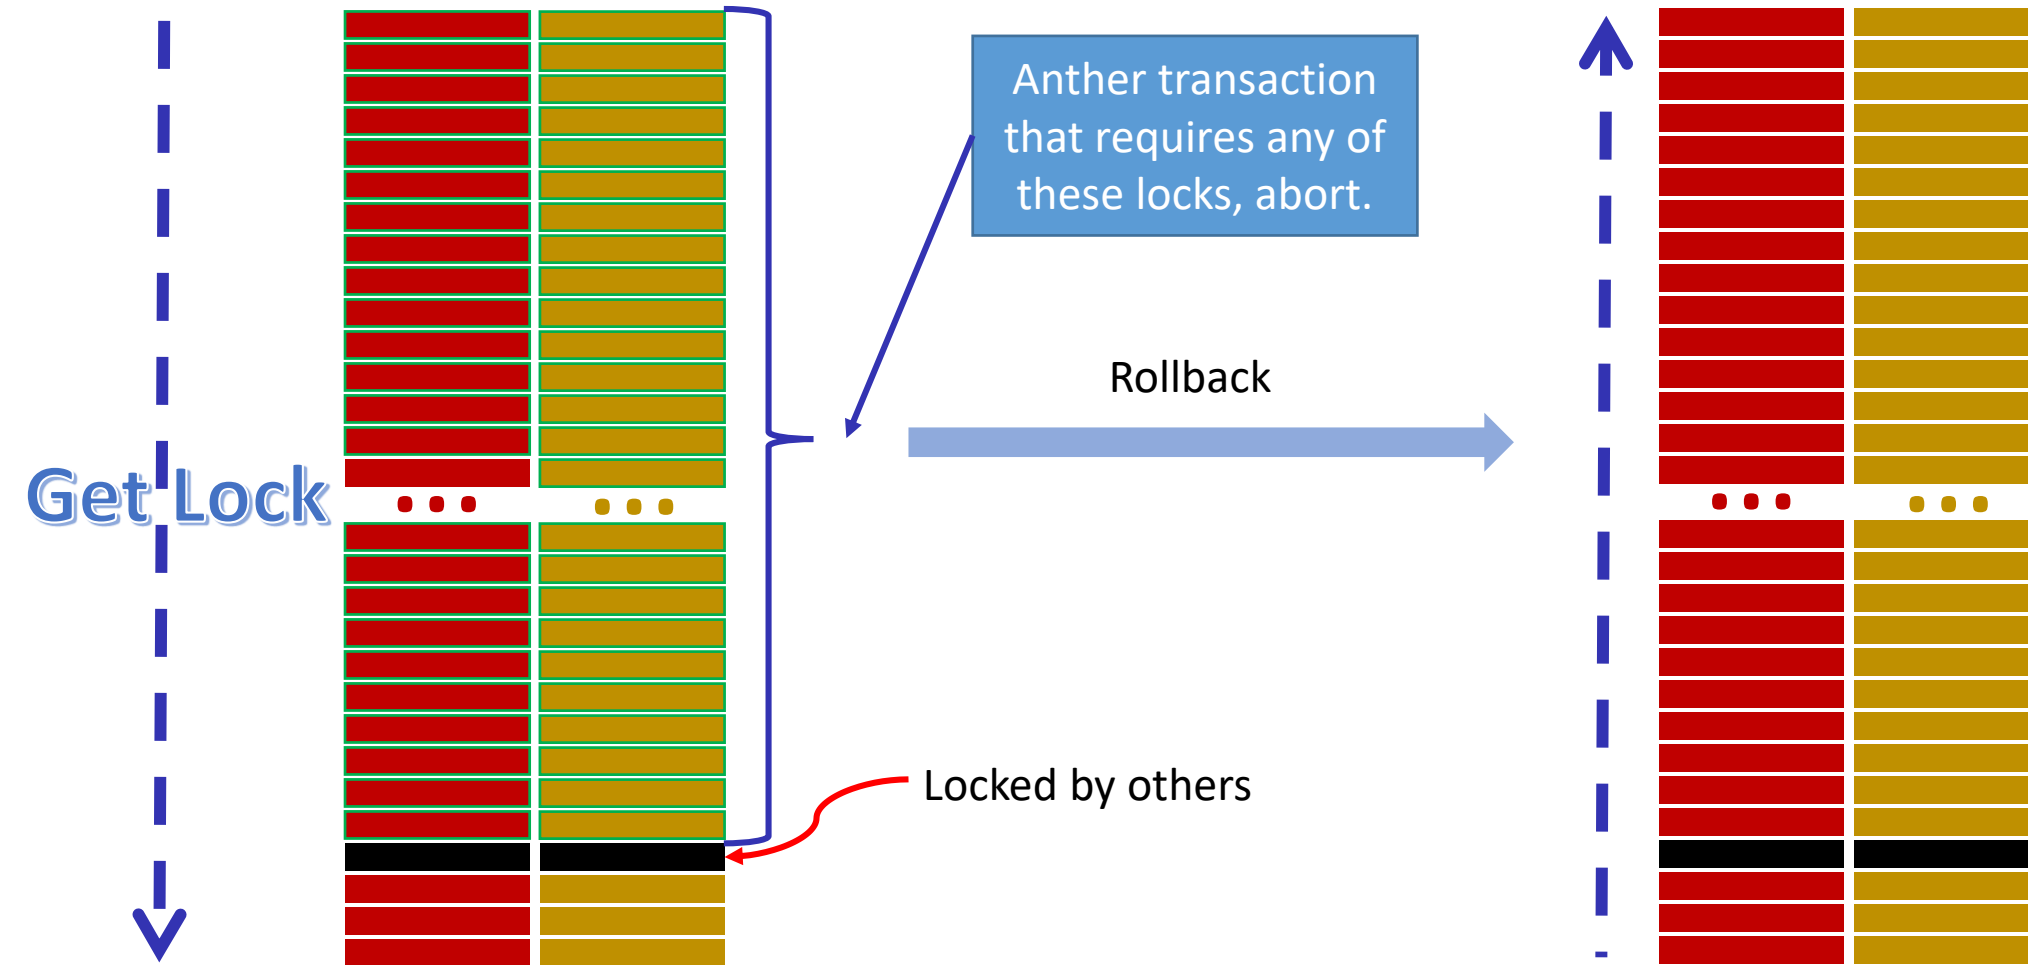 Anther transaction
that requires any of
these locks, abort.
Rollback
Get Lock
Locked by others